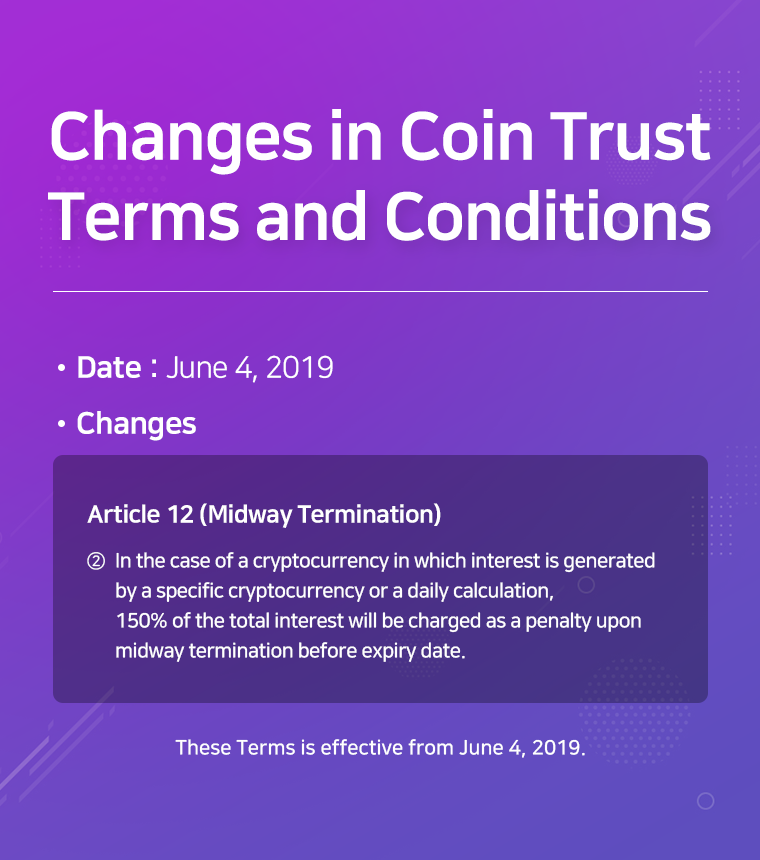 Changes in Coin Trust
Terms and Conditions
• Date : June 4, 2019
• Changes
Article 12 (Midway Termination)
② In the case of a cryptocurrency in which interest is generated
by a specific cryptocurrency or a daily calculation,
150% of the total interest will be charged as a penalty upon
midway termination before expiry date.
These Terms is effective from June 4, 2019.